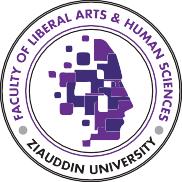 FACULTY OF LIBERAL ARTS & HUMAN SCIENCES
ZIAUDDIN UNIVERSITY